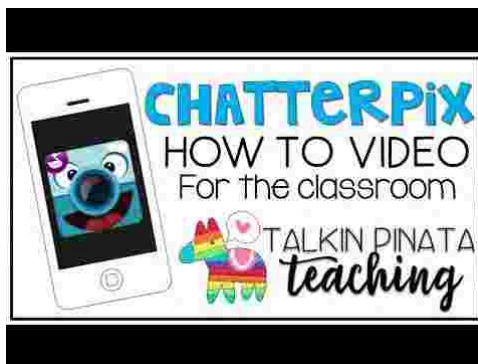 CHATTERPIX
HOW TO VIDEO
For the classroom
TALKIN PINATA
teaching